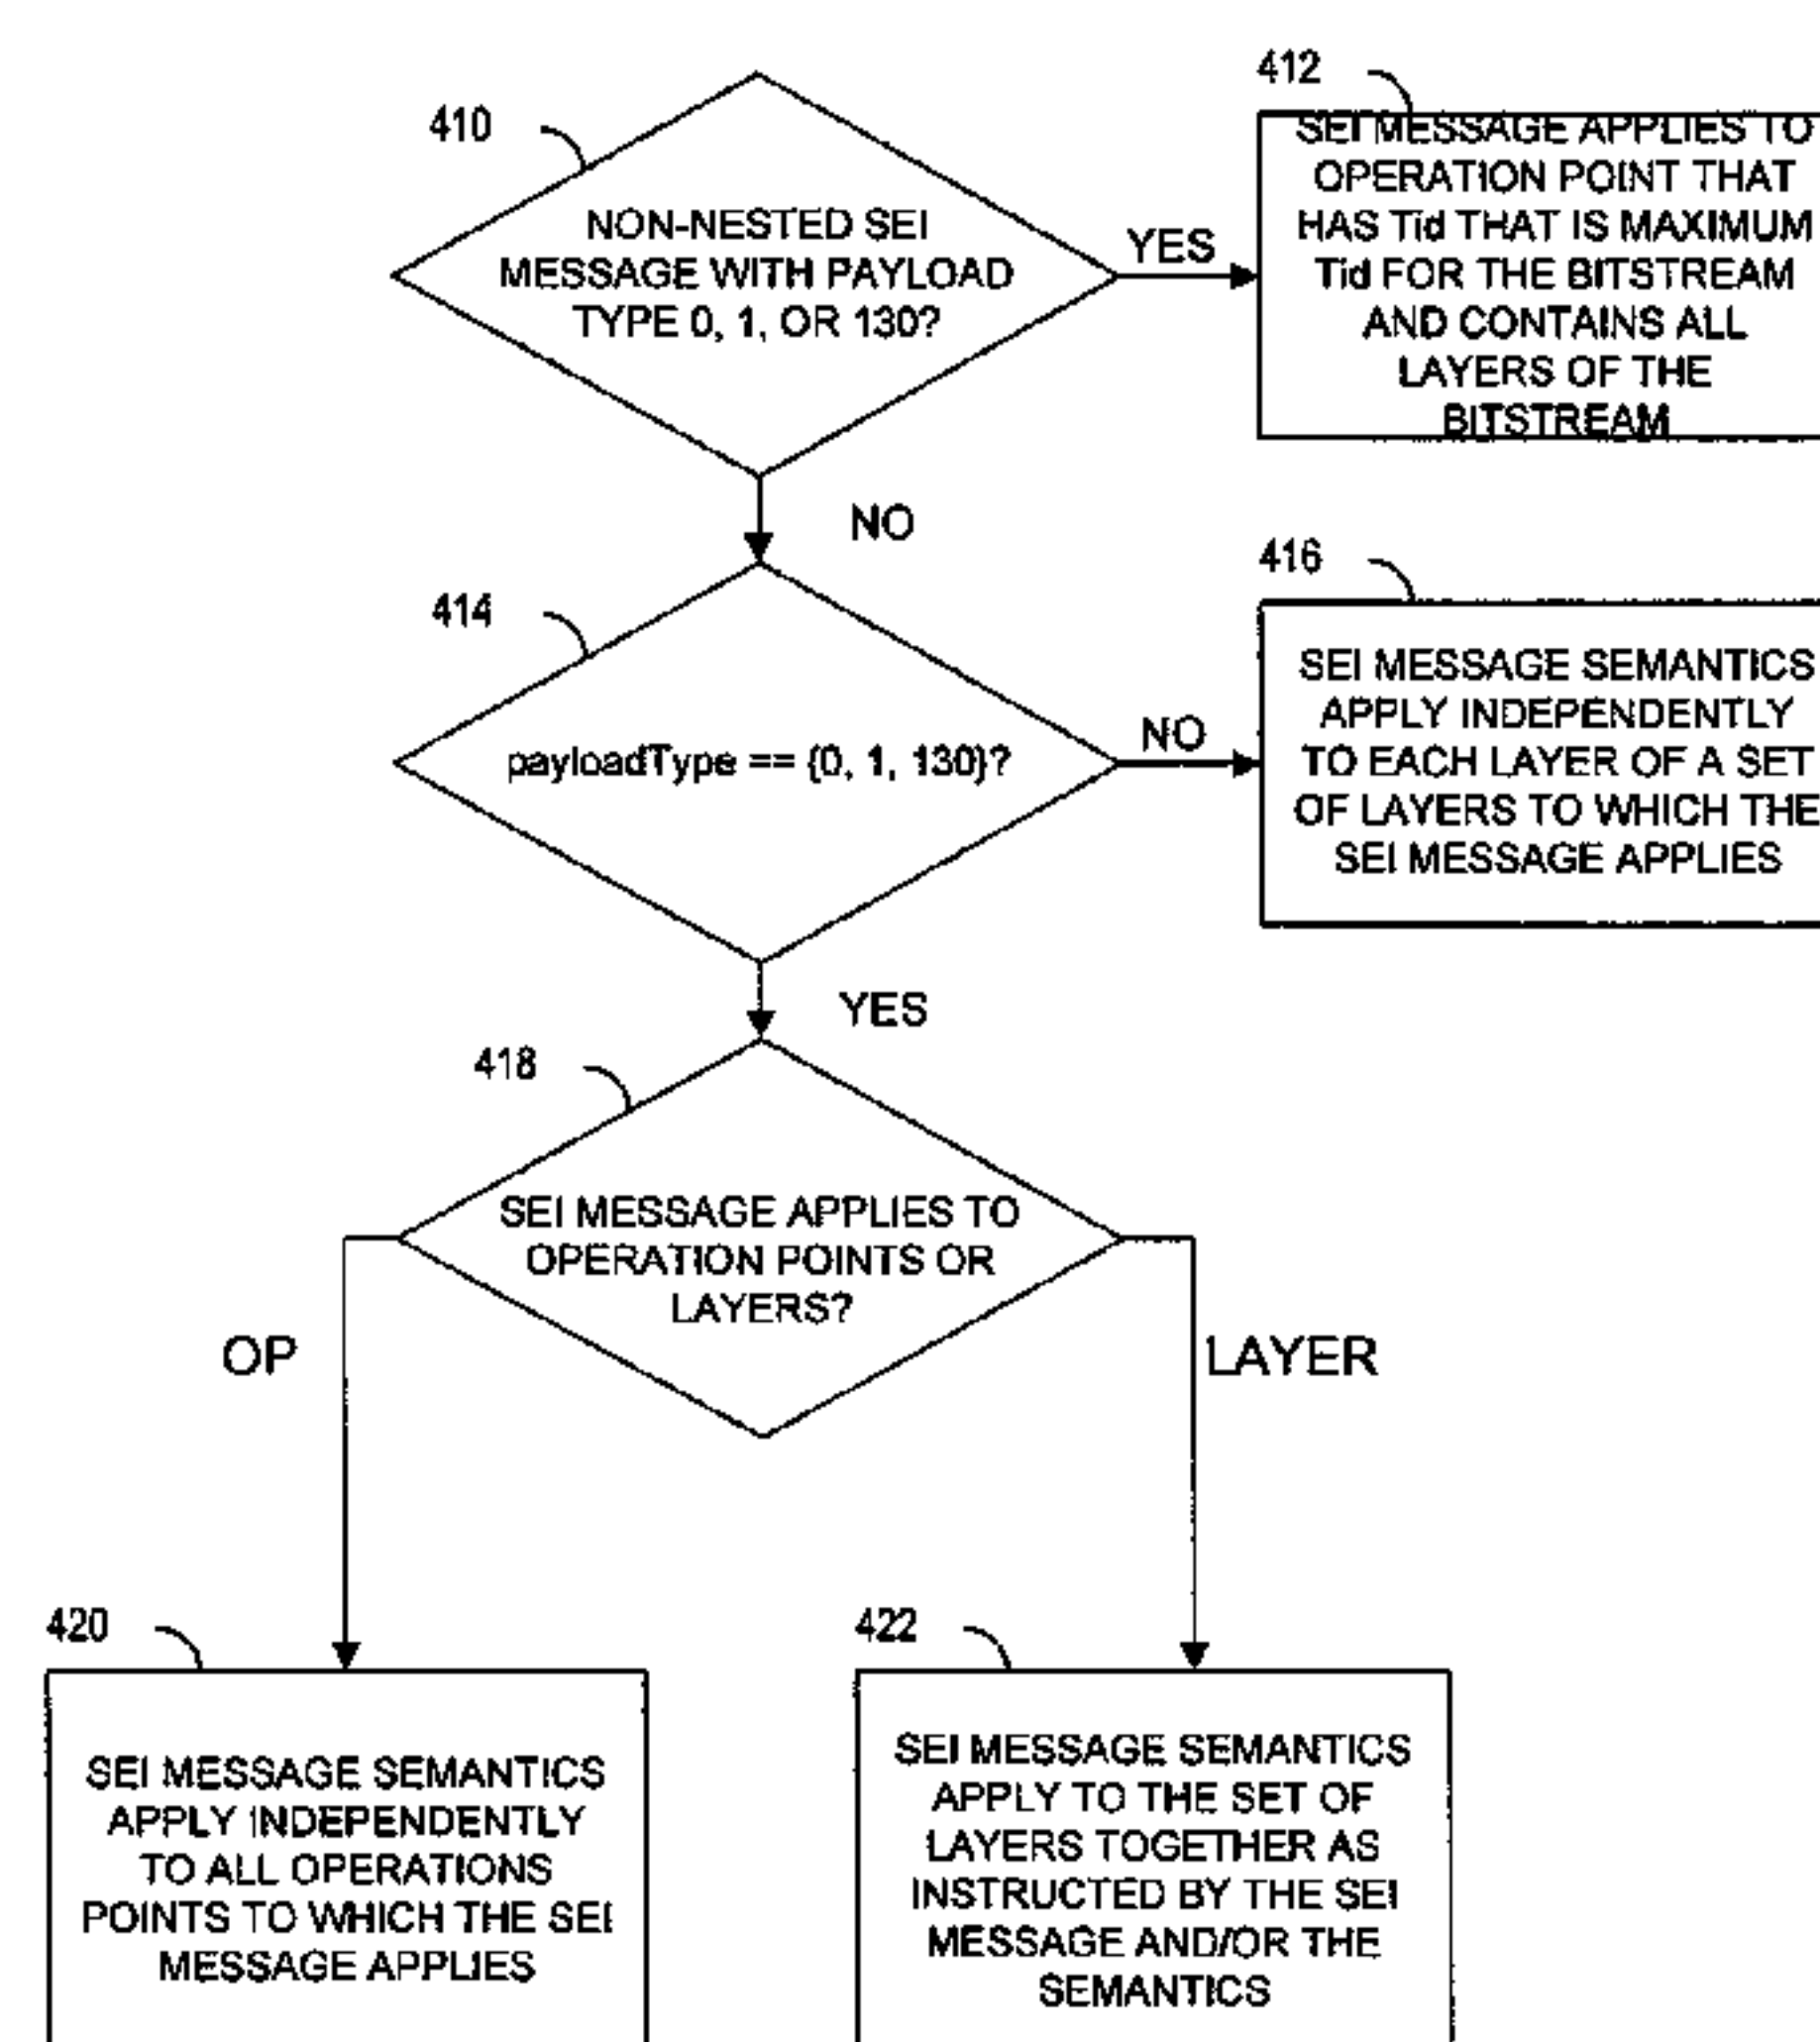 410
NON-NESTED SEI
MESSAGE WITH PAYLOAD
TYPE 0, 1, OR 130?
YES
412
SEI MESSAGE APPLIES TO
OPERATION POINT THAT
HAS Tid THAT IS MAXIMUM
Tid FOR THE BITSTREAM
AND CONTAINS ALL
LAYERS OF THE
BITSTREAM
NO
414
payloadType == {0, 1, 130}?
NO
416
SEI MESSAGE SEMANTICS
APPLY INDEPENDENTLY
TO EACH LAYER OF A SET
OF LAYERS TO WHICH THE
SEI MESSAGE APPLIES
YES
418
SEI MESSAGE APPLIES TO
OPERATION POINTS OR
LAYERS?
OP
LAYER
420
SEI MESSAGE SEMANTICS
APPLY INDEPENDENTLY
TO ALL OPERATIONS
POINTS TO WHICH THE SEI
MESSAGE APPLIES
422
SEI MESSAGE SEMANTICS
APPLY TO THE SET OF
LAYERS TOGETHER AS
INSTRUCTED BY THE SEI
MESSAGE AND/OR THE
SEMANTICS